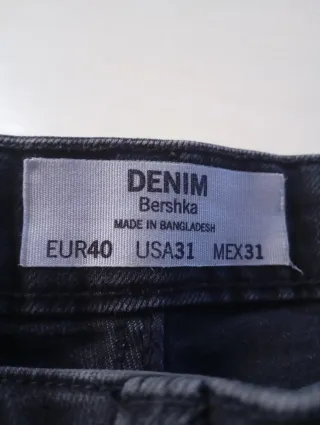 DENIM
Bershka
MADE IN BANGLADESH
EUR40 USA31 MEX31